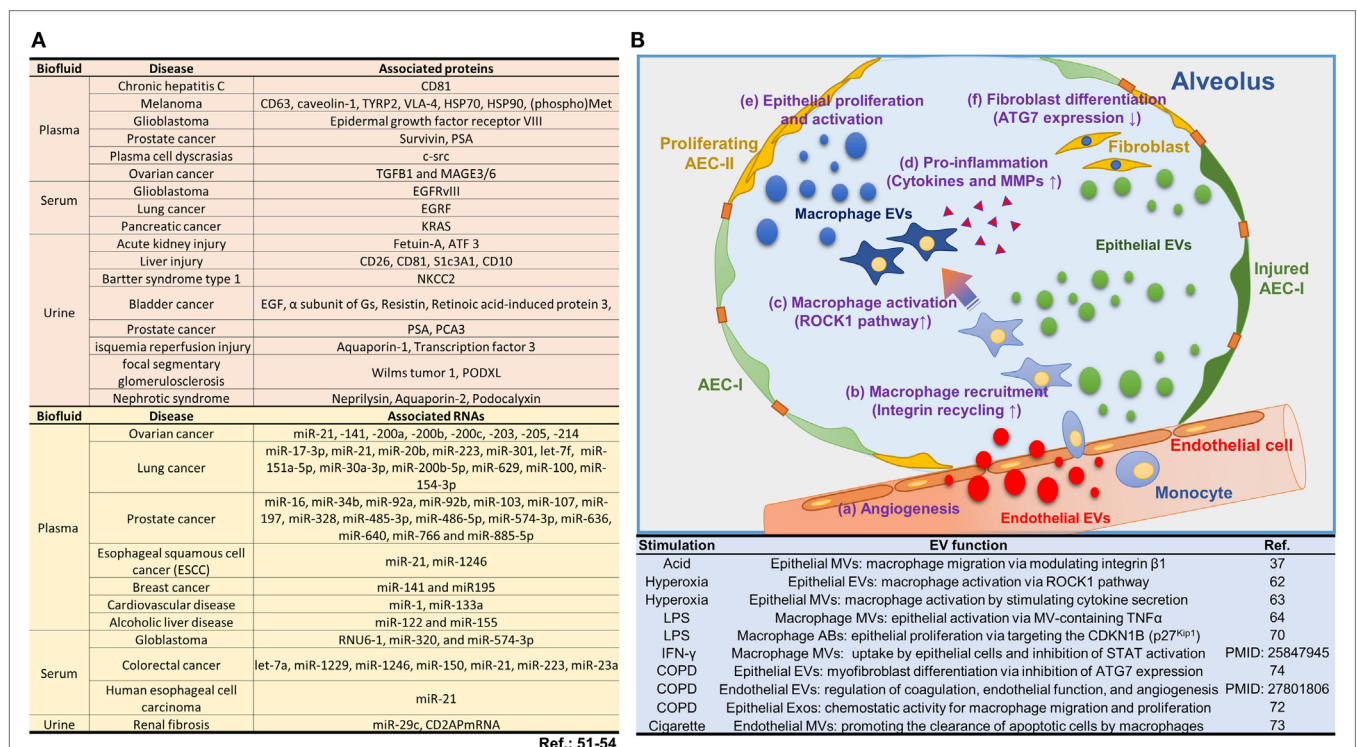 A
Biofluid Disease Associated proteins
Plasma
Chronic hepatitis C CD81
Melanoma CD63, caveolin-1, TYRP2, VLA-4, HSP70, HSP90, (phospho)Met
Glioblastoma Epidermal growth factor receptor VIII
Prostate cancer Survivin, PSA
Plasma cell dyscrasias c-src
Ovarian cancer TGFB1 and MAGE3/6
Serum
Glioblastoma EGFRvIII
Lung cancer EGRF
Pancreatic cancer KRAS
Urine
Acute kidney injury Fetuin-A, ATF 3
Liver injury CD26, CD81, S1c3A1, CD10
Bartter syndrome type 1 NKCC2
Bladder cancer EGF, α subunit of Gs, Resistin, Retinoic acid-induced protein 3,
Prostate cancer PSA, PCA3
isquemia reperfusion injury Aquaporin-1, Transcription factor 3
focal segmentary
glomerulosclerosis Wilms tumor 1, PODXL
Nephrotic syndrome Neprilysin, Aquaporin-2, Podocalyxin
Biofluid Disease Associated RNAs
Plasma
Ovarian cancer miR-21, -141, -200a, -200b, -200c, -203, -205, -214
Lung cancer
miR-17-3p, miR-21, miR-20b, miR-223, miR-301, let-7f, miR-
151a-5p, miR-30a-3p, miR-200b-5p, miR-629, miR-100, miR-
154-3p
Prostate cancer
miR-16, miR-34b, miR-92a, miR-92b, miR-103, miR-107, miR-
197, miR-328, miR-485-3p, miR-486-5p, miR-574-3p, miR-636,
miR-640, miR-766 and miR-885-5p
Esophageal squamous cell
cancer (ESCC) miR-21, miR-1246
Breast cancer miR-141 and miR195
Cardiovascular disease miR-1, miR-133a
Alcoholic liver disease miR-122 and miR-155
Serum
Globlastoma RNU6-1, miR-320, and miR-574-3p
Colorectal cancer let-7a, miR-1229, miR-1246, miR-150, miR-21, miR-223, miR-23a
Human esophageal cell
carcinoma miR-21
Urine Renal fibrosis miR-29c, CD2APmRNA
Ref.: 51-54
B
Alveolus
(e) Epithelial proliferation
and activation
(f) Fibroblast differentiation
(ATG7 expression ↓)
Proliferating
AEC-II
Fibroblast
(d) Pro-inflammation
(Cytokines and MMPs ↑)
Macrophage EVs
Epithelial EVs
Injured
AEC-I
(c) Macrophage activation
(ROCK1 pathway↑)
AEC-I
(b) Macrophage recruitment
(Integrin recycling ↑)
Endothelial cell
Monocyte
(a) Angiogenesis
Endothelial EVs
Stimulation EV function Ref.
Acid Epithelial MVs: macrophage migration via modulating integrin β1 37
Hyperoxia Epithelial EVs: macrophage activation via ROCK1 pathway 62
Hyperoxia Epithelial MVs: macrophage activation by stimulating cytokine secretion 63
LPS Macrophage MVs: epithelial activation via MV-containing TNFα 64
LPS Macrophage ABs: epithelial proliferation via targeting the CDKN1B (p27Kip1) 70
IFN-γ Macrophage MVs: uptake by epithelial cells and inhibition of STAT activation PMID: 25847945
COPD Epithelial EVs: myofibroblast differentiation via inhibition of ATG7 expression 74
COPD Endothelial EVs: regulation of coagulation, endothelial function, and angiogenesis PMID: 27801806
COPD Epithelial Exos: chemostatic activity for macrophage migration and proliferation 72
Cigarette Endothelial MVs: promoting the clearance of apoptotic cells by macrophages 73